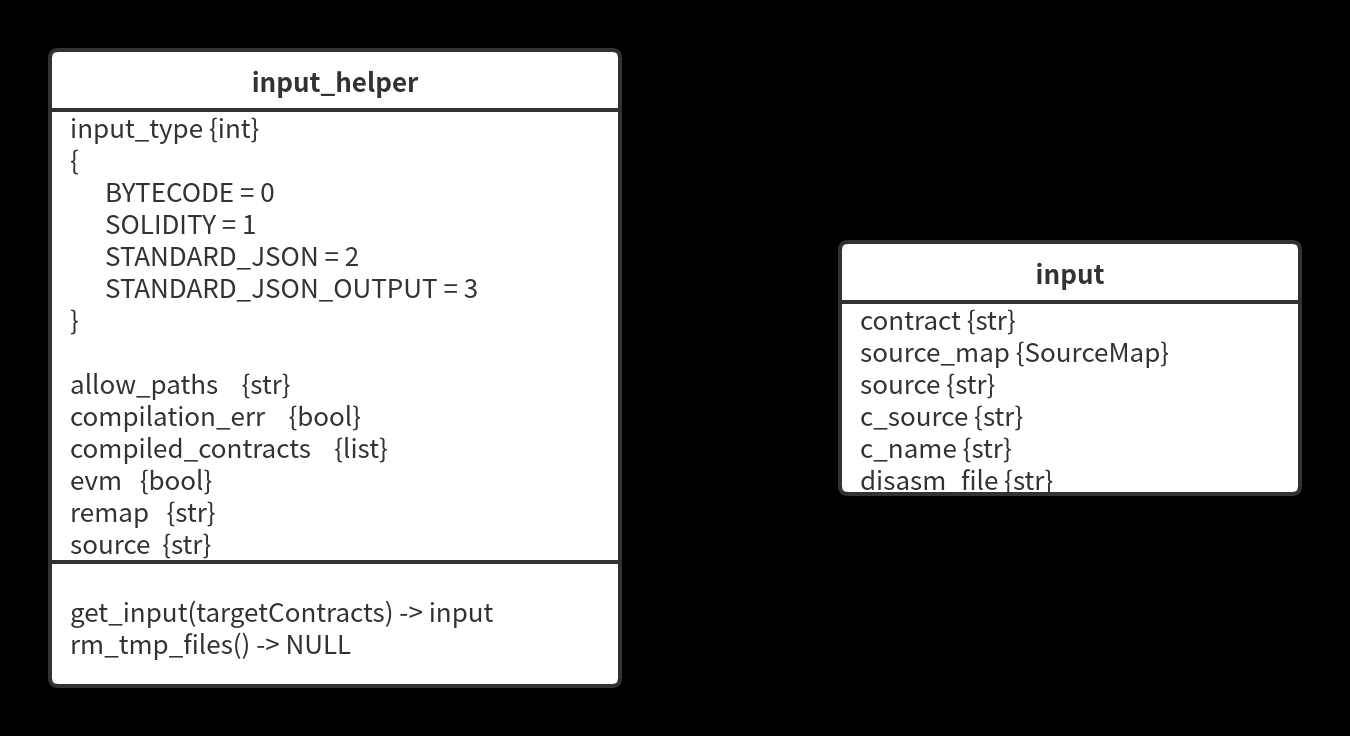 input_helper
input_type {int}
{
BYTECODE = 0
SOLIDITY = 1
STANDARD_JSON = 2
STANDARD_JSON_OUTPUT = 3
}
allow_paths {str}
compilation_err {bool}
compiled_contracts {list}
evm {bool}
remap {str}
source {str}
get_input(targetContracts) -> input
rm_tmp_files() -> NULL
input
contract {str}
source_map {SourceMap}
source {str}
c_source {str}
c_name {str}
disasm_file {str}